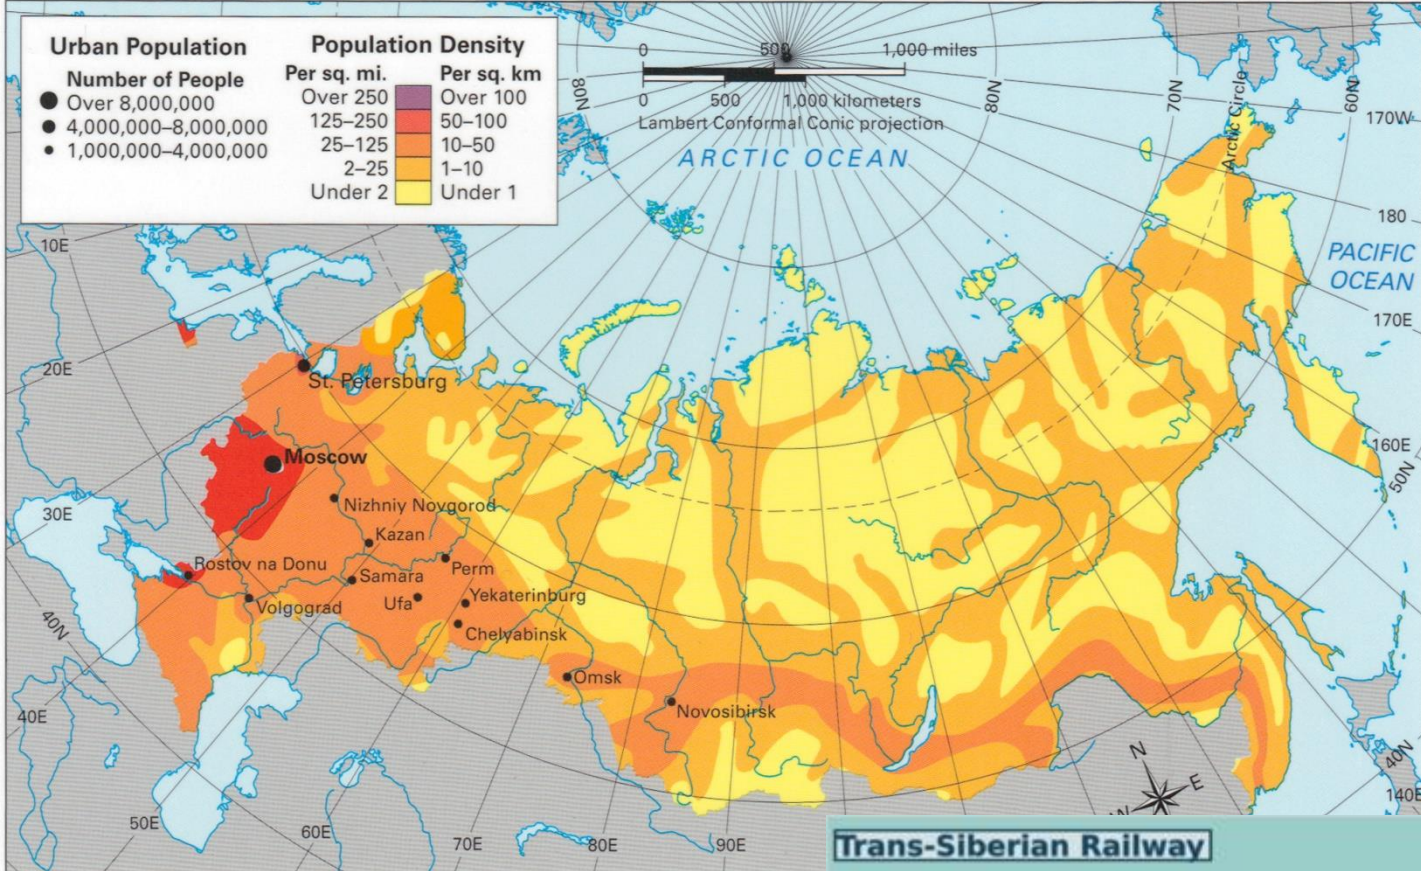 Urban Population
Number of People
Over 8,000,000
4,000,000–8,000,000
1,000,000–4,000,000
Population Density
Per sq. mi. Per sq. km
Over 250 Over 100
125–250 50–100
25–125 10–50
2–25 1–10
Under 2 Under 1
0 500 1,000 miles
0 500 1,000 kilometers
Lambert Conformal Conic projection
80N
80N
70N
Arctic Circle
60N
170W
ARCTIC OCEAN
180
10E
PACIFIC
OCEAN
170E
20E
St. Petersburg
160E
Moscow
50N
Nizhniy Novgorod
30E
Kazan
Rostov na Donu
Perm
Samara
Yekaterinburg
Ufa
Volgograd
40N
Chelyabinsk
Omsk
Novosibirsk
40E
N
E
W
40N
140E
50E
60E
70E
80E
90E
Trans-Siberian Railway